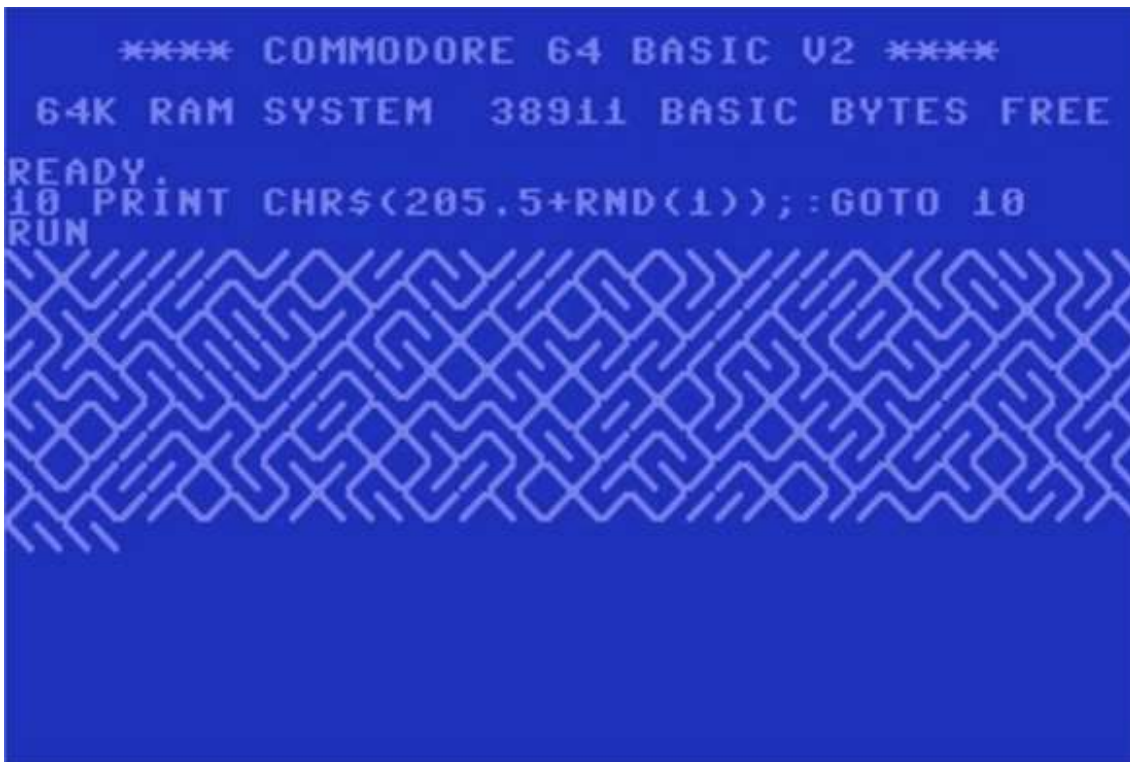 **** COMMODORE 64 BASIC V2 ****
64K RAM SYSTEM 38911 BASIC BYTES FREE
READY.
10 PRINT CHR$(205.5+RND(1));:GOTO 10
RUN